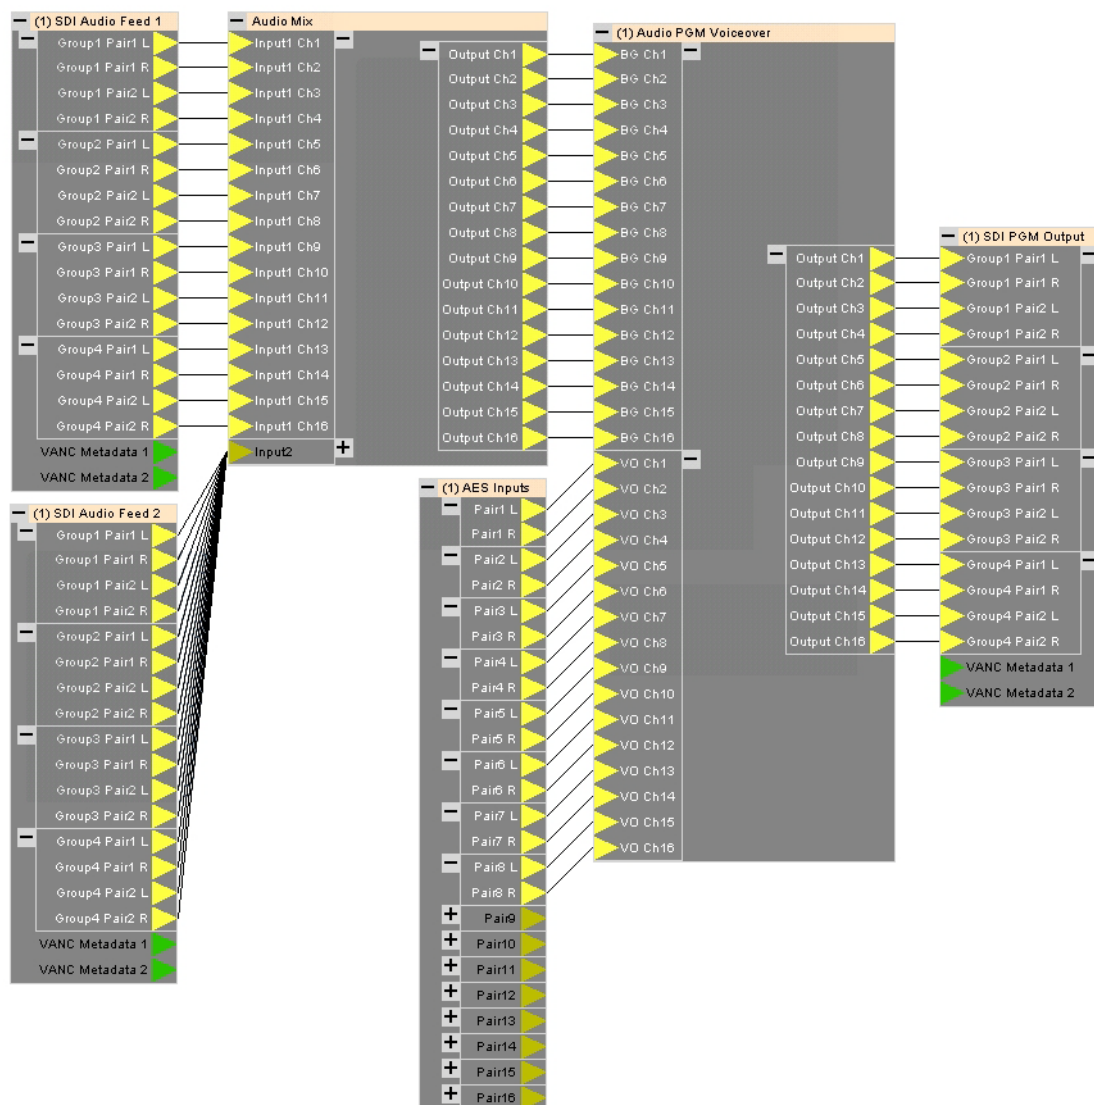 (1) SDI Audio Feed 1
Group1 Pair1 L
Group1 Pair1 R
Group1 Pair2 L
Group1 Pair2 R
Group2 Pair1 L
Group2 Pair1 R
Group2 Pair2 L
Group2 Pair2 R
Group3 Pair1 L
Group3 Pair1 R
Group3 Pair2 L
Group3 Pair2 R
Group4 Pair1 L
Group4 Pair1 R
Group4 Pair2 L
Group4 Pair2 R
VANC Metadata 1
VANC Metadata 2
(1) SDI Audio Feed 2
Group1 Pair1 L
Group1 Pair1 R
Group1 Pair2 L
Group1 Pair2 R
Group2 Pair1 L
Group2 Pair1 R
Group2 Pair2 L
Group2 Pair2 R
Group3 Pair1 L
Group3 Pair1 R
Group3 Pair2 L
Group3 Pair2 R
Group4 Pair1 L
Group4 Pair1 R
Group4 Pair2 L
Group4 Pair2 R
VANC Metadata 1
VANC Metadata 2
Audio Mix
Input1 Ch1
Input1 Ch2
Input1 Ch3
Input1 Ch4
Input1 Ch5
Input1 Ch6
Input1 Ch7
Input1 Ch8
Input1 Ch9
Input1 Ch10
Input1 Ch11
Input1 Ch12
Input1 Ch13
Input1 Ch14
Input1 Ch15
Input1 Ch16
Input2
Output Ch1
Output Ch2
Output Ch3
Output Ch4
Output Ch5
Output Ch6
Output Ch7
Output Ch8
Output Ch9
Output Ch10
Output Ch11
Output Ch12
Output Ch13
Output Ch14
Output Ch15
Output Ch16
(1) AES Inputs
Pair1 L
Pair1 R
Pair2 L
Pair2 R
Pair3 L
Pair3 R
Pair4 L
Pair4 R
Pair5 L
Pair5 R
Pair6 L
Pair6 R
Pair7 L
Pair7 R
Pair8 L
Pair8 R
Pair9
Pair10
Pair11
Pair12
Pair13
Pair14
Pair15
Pair16
(1) Audio PGM Voiceover
BG Ch1
BG Ch2
BG Ch3
BG Ch4
BG Ch5
BG Ch6
BG Ch7
BG Ch8
BG Ch9
BG Ch10
BG Ch11
BG Ch12
BG Ch13
BG Ch14
BG Ch15
BG Ch16
VO Ch1
VO Ch2
VO Ch3
VO Ch4
VO Ch5
VO Ch6
VO Ch7
VO Ch8
VO Ch9
VO Ch10
VO Ch11
VO Ch12
VO Ch13
VO Ch14
VO Ch15
VO Ch16
Output Ch1
Output Ch2
Output Ch3
Output Ch4
Output Ch5
Output Ch6
Output Ch7
Output Ch8
Output Ch9
Output Ch10
Output Ch11
Output Ch12
Output Ch13
Output Ch14
Output Ch15
Output Ch16
(1) SDI PGM Output
Group1 Pair1 L
Group1 Pair1 R
Group1 Pair2 L
Group1 Pair2 R
Group2 Pair1 L
Group2 Pair1 R
Group2 Pair2 L
Group2 Pair2 R
Group3 Pair1 L
Group3 Pair1 R
Group3 Pair2 L
Group3 Pair2 R
Group4 Pair1 L
Group4 Pair1 R
Group4 Pair2 L
Group4 Pair2 R
VANC Metadata 1
VANC Metadata 2